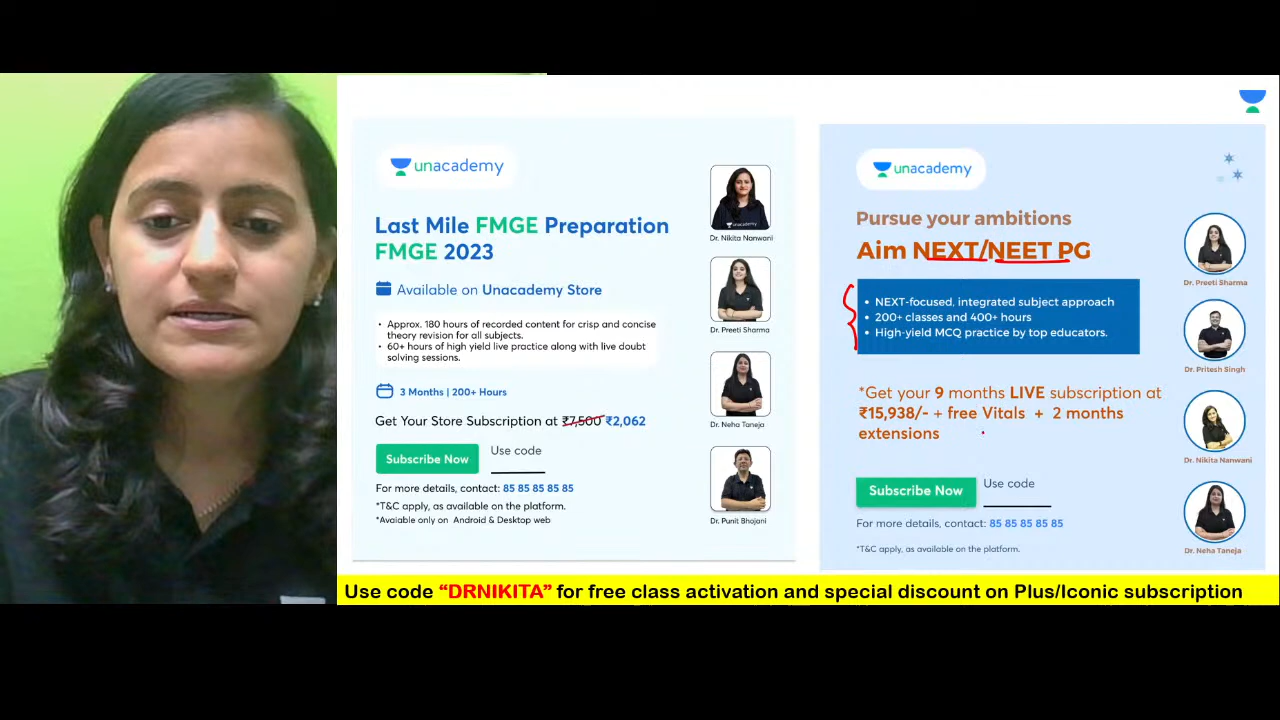 unacademy
Last Mile FMGE Preparation
FMGE 2023
Available on Unacademy Store
• Approx. 180 hours of recorded content for crisp and concise
theory revision for all subjects.
• 60+ hours of high yield live practice along with live doubt
solving sessions.
3 Months | 200+ Hours
Get Your Store Subscription at ₹7,500 ₹2,062
Subscribe Now
Use code
For more details, contact: 85 85 85 85 85
*T&C apply, as available on the platform.
*Avaiable only on Android & Desktop web
unacademy
Dr. Nikita Nanwani
Dr. Preeti Sharma
Dr. Neha Taneja
Dr. Punit Bhojani
unacademy
Pursue your ambitions
Aim NEXT/NEET PG
• NEXT-focused, integrated subject approach
• 200+ classes and 400+ hours
• High-yield MCQ practice by top educators.
*Get your 9 months LIVE subscription at
₹15,938/- + free Vitals + 2 months
extensions
Subscribe Now
Use code
For more details, contact: 85 85 85 85 85
*T&C apply, as available on the platform.
Dr. Preeti Sharma
Dr. Pritesh Singh
Dr. Nikita Nanwani
Dr. Neha Taneja
Use code “DRNIKITA” for free class activation and special discount on Plus/Iconic subscription